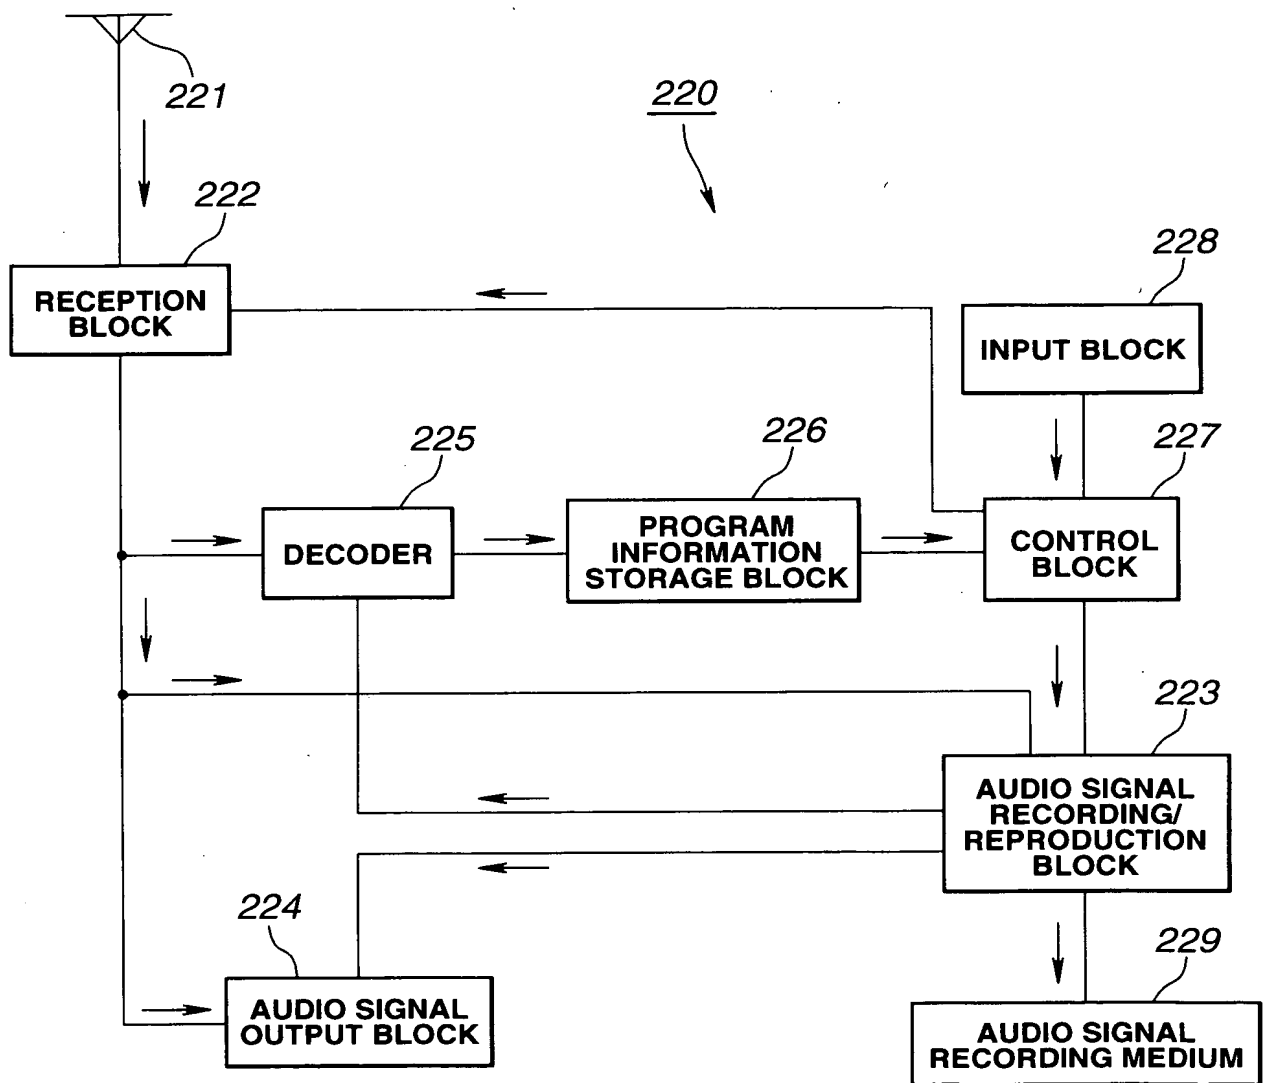 221
220
222
RECEPTION
BLOCK
228
INPUT BLOCK
225
DECODER
226
PROGRAM
INFORMATION
STORAGE BLOCK
227
CONTROL
BLOCK
223
AUDIO SIGNAL
RECORDING/
REPRODUCTION
BLOCK
224
AUDIO SIGNAL
OUTPUT BLOCK
229
AUDIO SIGNAL
RECORDING MEDIUM